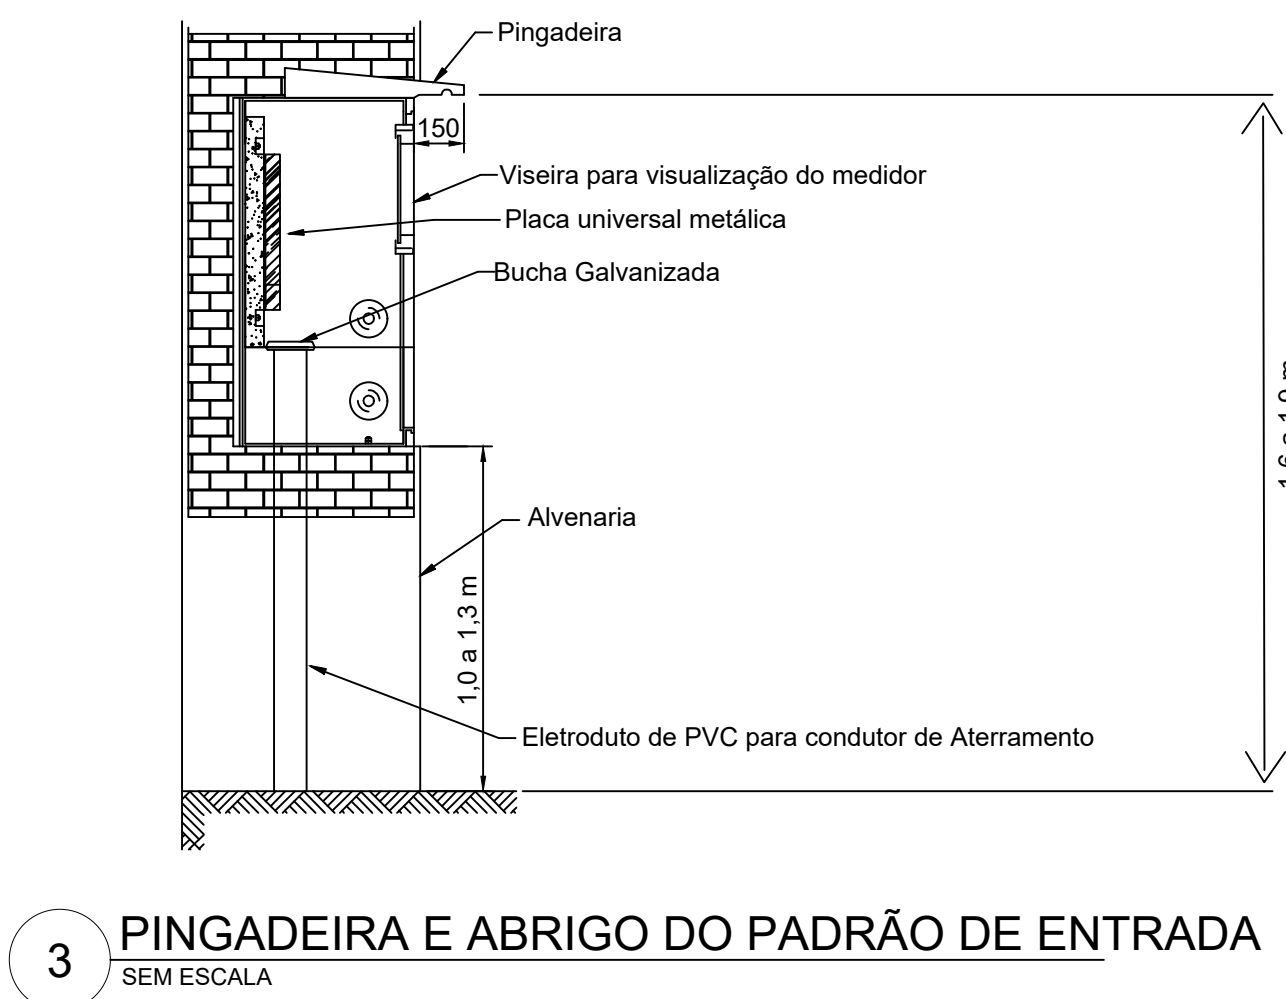 Pingadeira
150
Viseira para visualização do medidor
Placa universal metálica
Bucha Galvanizada
Alvenaria
1,0 a 1,3 m
Eletroduto de PVC para condutor de Aterramento
3
PINGADEIRA E ABRIGO DO PADRÃO DE ENTRADA
SEM ESCALA